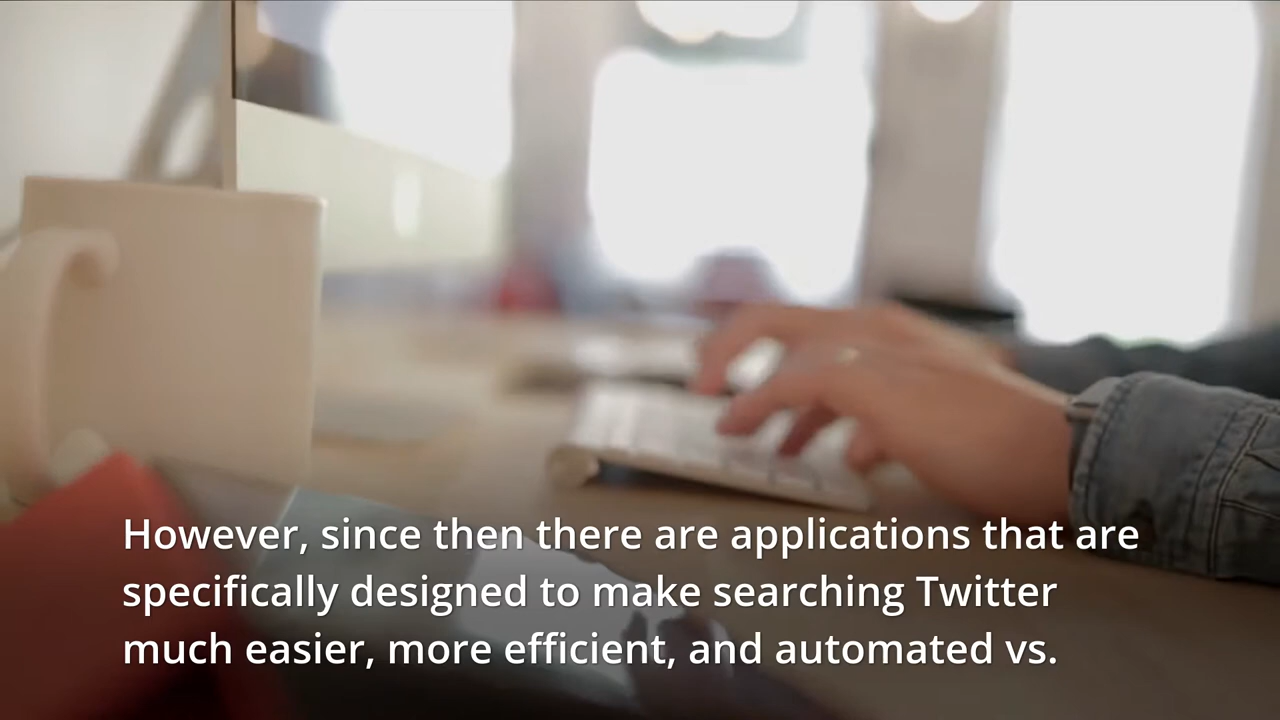 However, since then there are applications that are
specifically designed to make searching Twitter
much easier, more efficient, and automated vs.